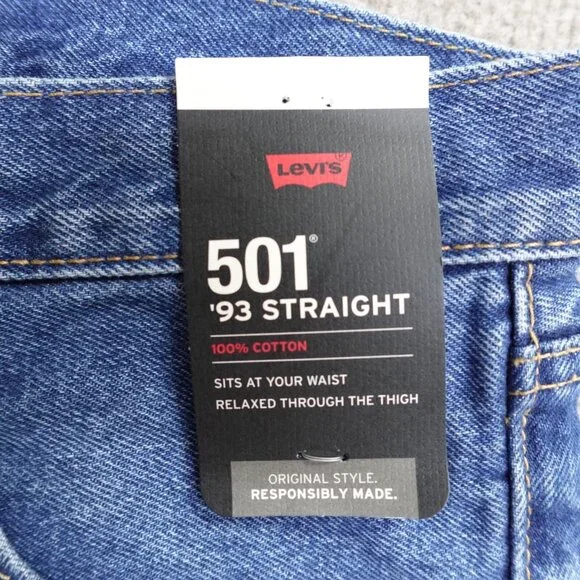 Levi's®
501®
'93 STRAIGHT
100% COTTON
SITS AT YOUR WAIST
RELAXED THROUGH THE THIGH
ORIGINAL STYLE.
RESPONSIBLY MADE.